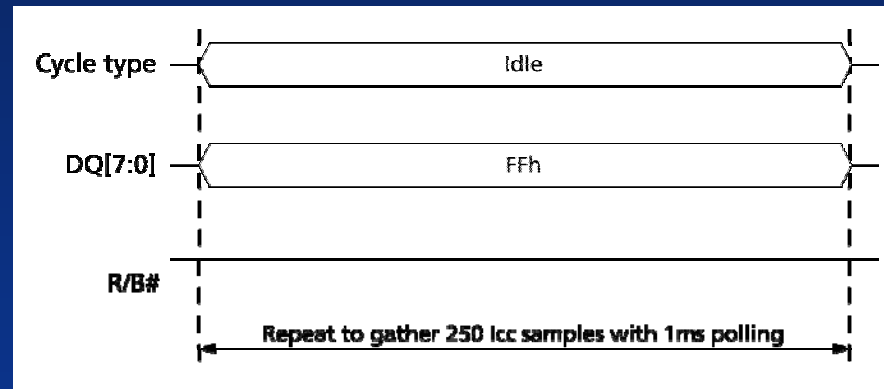 Cycle type
Idle
DQ[7:0]
FFh
R/B#
Repeat to gather 250 Icc samples with 1ms polling